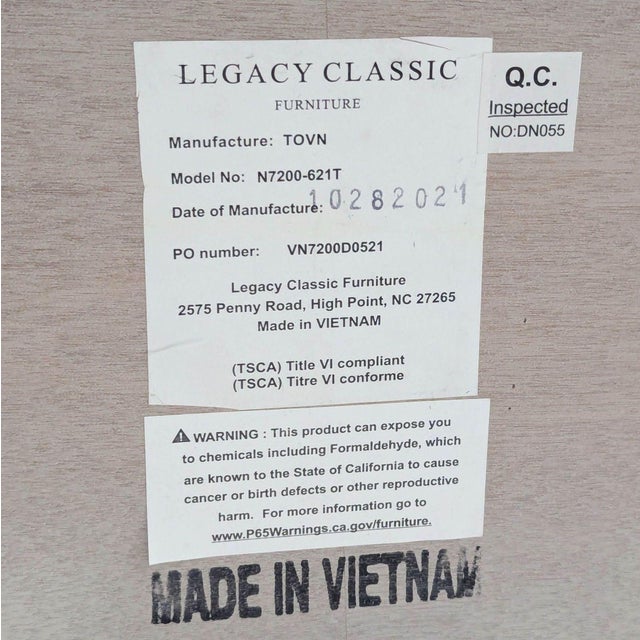 LEGACY CLASSIC
FURNITURE
Manufacture: TOVN
Model No: N7200-621T
Date of Manufacture: 10282021
PO number: VN7200D0521
Legacy Classic Furniture
2575 Penny Road, High Point, NC 27265
Made in VIETNAM
(TSCA) Title VI compliant
(TSCA) Titre VI conforme
Q.C.
Inspected
NO:DN055
⚠ WARNING : This product can expose you
to chemicals including Formaldehyde, which
are known to the State of California to cause
cancer or birth defects or other reproductive
harm. For more information go to
www.P65Warnings.ca.gov/furniture.
MADE IN VIETNAM